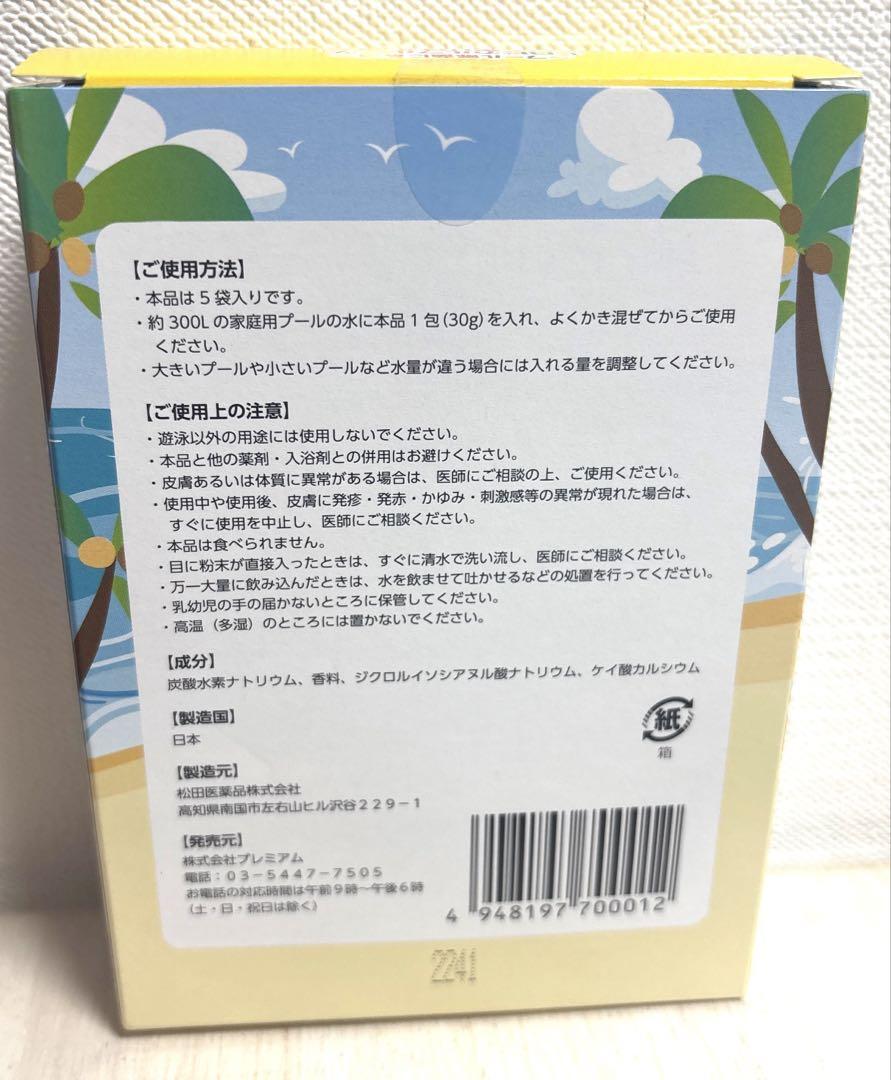 【ご使用方法】
・本品は5袋入りです。
・約300Lの家庭用プールの水に本品1包(30g)を入れ、よくかき混ぜてからご使用
ください。
・大きいプールや小さいプールなど水量が違う場合には入れる量を調整してください。
【ご使用上の注意】
・遊泳以外の用途には使用しないでください。
・本品と他の薬剤・入浴剤との併用はお避けください。
・皮膚あるいは体質に異常がある場合は、医師にご相談の上、ご使用ください。
・使用中や使用後、皮膚に発疹・発赤・かゆみ・刺激感等の異常が現れた場合は、
すぐに使用を中止し、医師にご相談ください。
・本品は食べられません。
・目に粉末が直接入ったときは、すぐに清水で洗い流し、医師にご相談ください。
・万一大量に飲み込んだときは、水を飲ませて吐かせるなどの処置を行ってください。
・乳幼児の手の届かないところに保管してください。
・高温(多湿)のところには置かないでください。
【成分】
炭酸水素ナトリウム、香料、ジクロルイソシアヌル酸ナトリウム、ケイ酸カルシウム
【製造国】
日本
紙
箱
【製造元】
松田医薬品株式会社
高知県南国市左右山ヒル沢谷229-1
【発売元】
株式会社プレミアム
電話:03-5447-7505
お電話の対応時間は午前9時〜午後6時
(土・日・祝日は除く)
4 948197 700012
2241